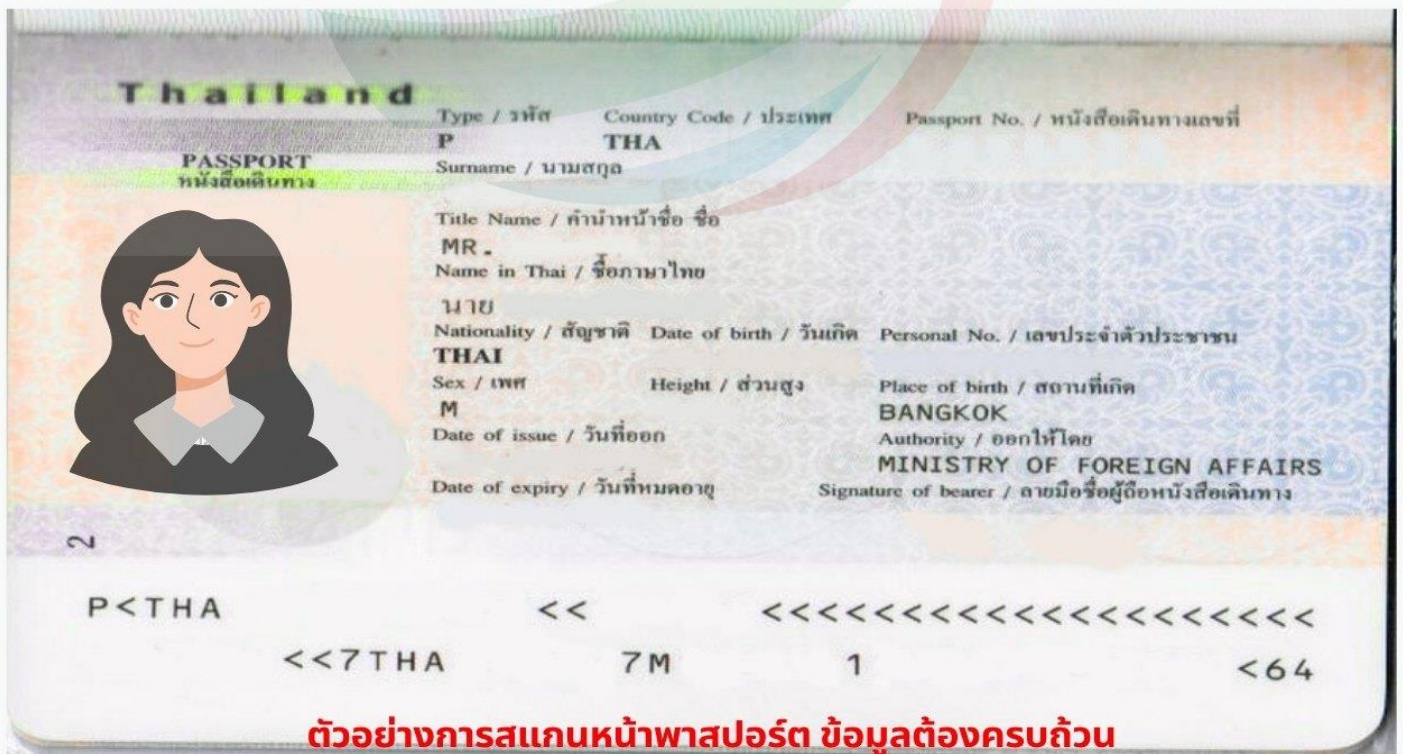 Thailand
PASSPORT
หนังสือเดินทาง
Type / รหัส Country Code / ประเทศ Passport No. / หนังสือเดินทางเลขที่
P THA
Surname / นามสกุล
Title Name / คำนำหน้าชื่อ ชื่อ
MR.
Name in Thai / ชื่อภาษาไทย
นาย
Nationality / สัญชาติ Date of birth / วันเกิด Personal No. / เลขประจำตัวประชาชน
THAI
Sex / เพศ Height / ส่วนสูง Place of birth / สถานที่เกิด
M BANGKOK
Date of issue / วันที่ออก Authority / ออกให้โดย
MINISTRY OF FOREIGN AFFAIRS
Date of expiry / วันที่หมดอายุ Signature of bearer / ลายมือชื่อผู้ถือหนังสือเดินทาง
2
P<THA << <<<<<<<<<<<<<<<<<<<<
<<7THA 7M 1 <64
ตัวอย่างการสแกนหน้าพาสปอร์ต ข้อมูลต้องครบถ้วน